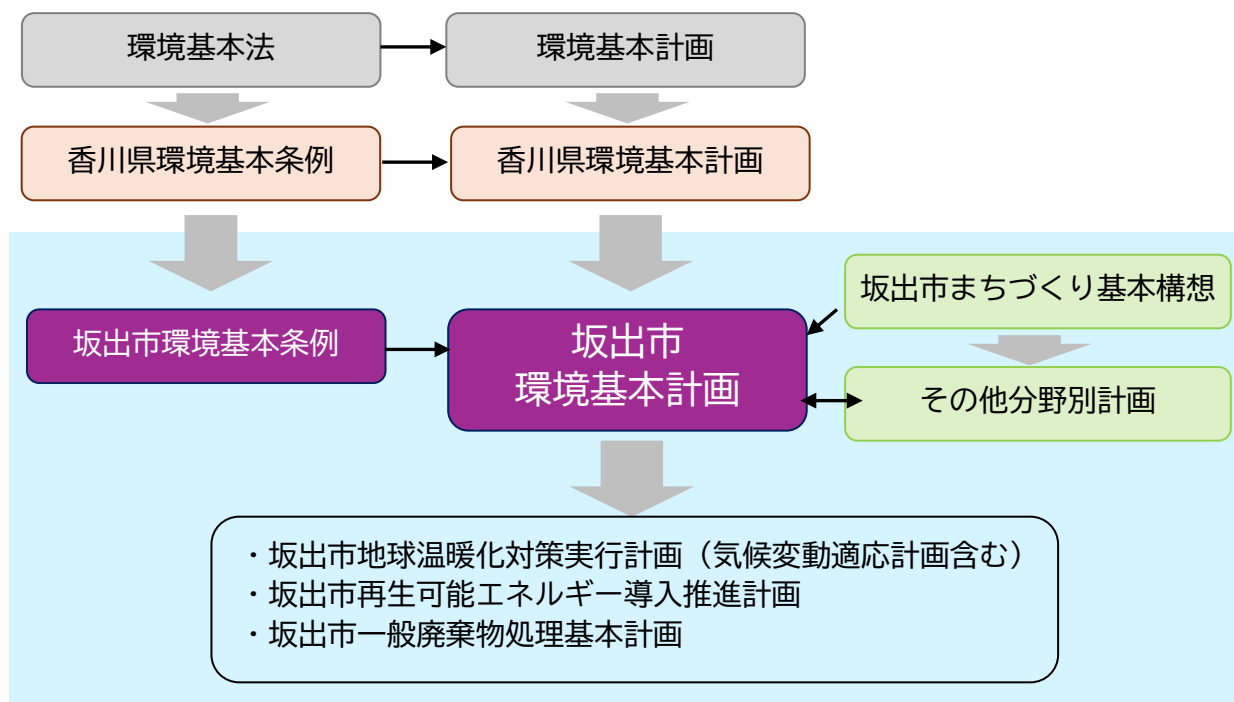 環境基本法
環境基本計画
香川県環境基本条例
香川県環境基本計画
坂出市まちづくり基本構想
坂出市環境基本条例
坂出市
環境基本計画
その他分野別計画
・坂出市地球温暖化対策実行計画（気候変動適応計画含む）
・坂出市再生可能エネルギー導入推進計画
・坂出市一般廃棄物処理基本計画